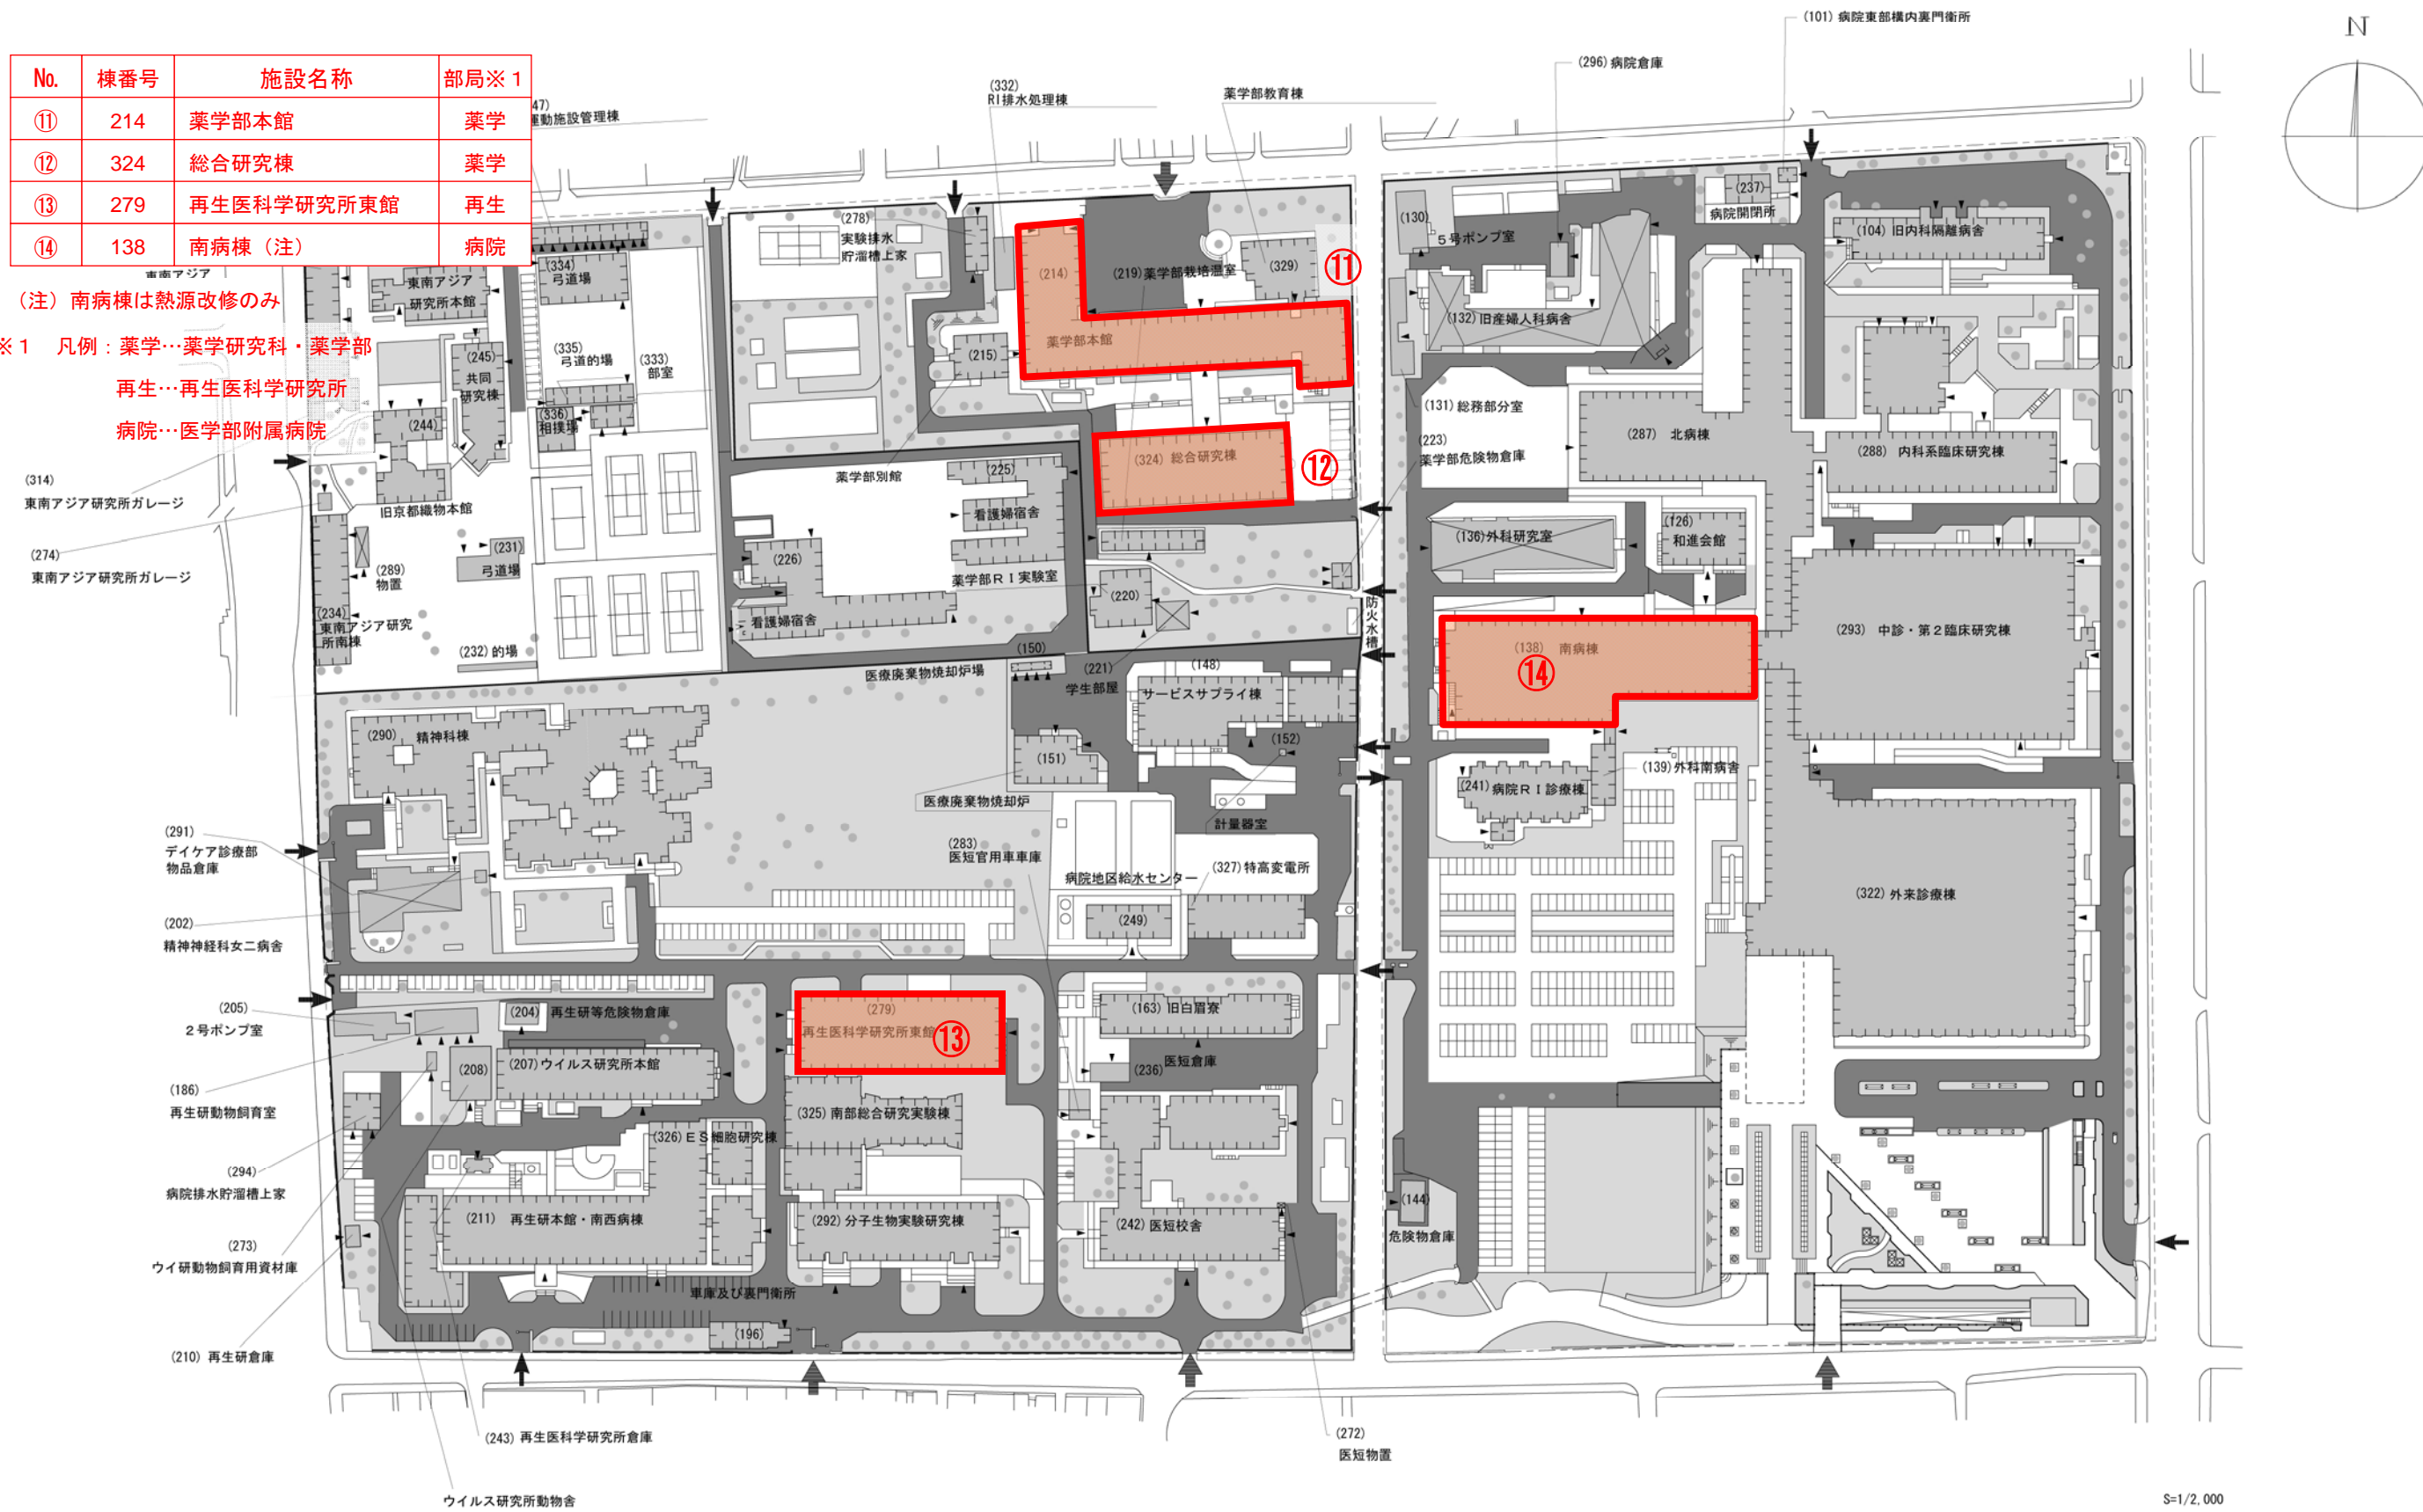 No. 棟番号 施設名称 部局※1
⑪ 214 薬学部本館 薬学
⑫ 324 総合研究棟 薬学
⑬ 279 再生医科学研究所東館 再生
⑭ 138 南病棟（注） 病院
（注）南病棟は熱源改修のみ
※１　凡例：薬学…薬学研究科・薬学部
再生…再生医科学研究所
病院…医学部附属病院
(101) 病院東部構内裏門衛所
N
(296) 病院倉庫
(332)
RI排水処理棟
薬学部教育棟
47)
運動施設管理棟
(278)
実験排水
貯溜槽上家
(214)
(219)薬学部栽培温室
(329)
⑪
薬学部本館
(215)
(130)
５号ポンプ室
(237)
病院開閉所
(104) 旧内科隔離病舎
(132)旧産婦人科病舎
東南アジア
東南アジア
研究所本館
(334)
弓道場
(335)
弓道的場
(333)
部室
(245)
共同
研究棟
(336)
相撲場
(244)
(131) 総務部分室
(287) 北病棟
(288) 内科系臨床研究棟
(223)
薬学部危険物倉庫
(324) 総合研究棟
⑫
薬学部別館
(225)
看護婦宿舎
(314)
東南アジア研究所ガレージ
旧京都織物本館
(274)
東南アジア研究所ガレージ
(289)
物置
(231)
弓道場
(226)
看護婦宿舎
薬学部ＲＩ実験室
(220)
(136)外科研究室
(126)
和進会館
防火水槽
(234)
東南アジア研究
所南棟
(232) 的場
(150)
医療廃棄物焼却炉場
(221)
学生部屋
(148)
サービスサプライ棟
(138) 南病棟
⑭
(293) 中診・第２臨床研究棟
(290) 精神科棟
(151)
(152)
医療廃棄物焼却炉
計量器室
(139)外科南病舎
(241) 病院ＲＩ診療棟
(291)
デイケア診療部
物品倉庫
(283)
医短官用車車庫
病院地区給水センター
(327)特高変電所
(249)
(322) 外来診療棟
(202)
精神神経科女二病舎
(205)
２号ポンプ室
(204) 再生研等危険物倉庫
(279)
再生医科学研究所東館
⑬
(163) 旧白眉寮
(208)
(207)ウイルス研究所本館
(236)
医短倉庫
(186)
再生研動物飼育室
(325) 南部総合研究実験棟
(326)ＥＳ細胞研究棟
(294)
病院排水貯溜槽上家
(211) 再生研本館・南西病棟
(292)分子生物実験研究棟
(242) 医短校舎
(144)
危険物倉庫
(273)
ウイ研動物飼育用資材庫
車庫及び裏門衛所
(196)
(210) 再生研倉庫
(243) 再生医科学研究所倉庫
(272)
医短物置
ウイルス研究所動物舎
S=1/2,000